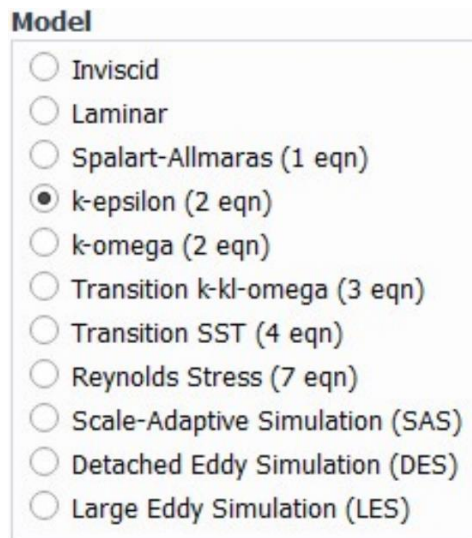 Model
Inviscid
Laminar
Spalart-Allmaras (1 eqn)
k-epsilon (2 eqn)
k-omega (2 eqn)
Transition k-kl-omega (3 eqn)
Transition SST (4 eqn)
Reynolds Stress (7 eqn)
Scale-Adaptive Simulation (SAS)
Detached Eddy Simulation (DES)
Large Eddy Simulation (LES)